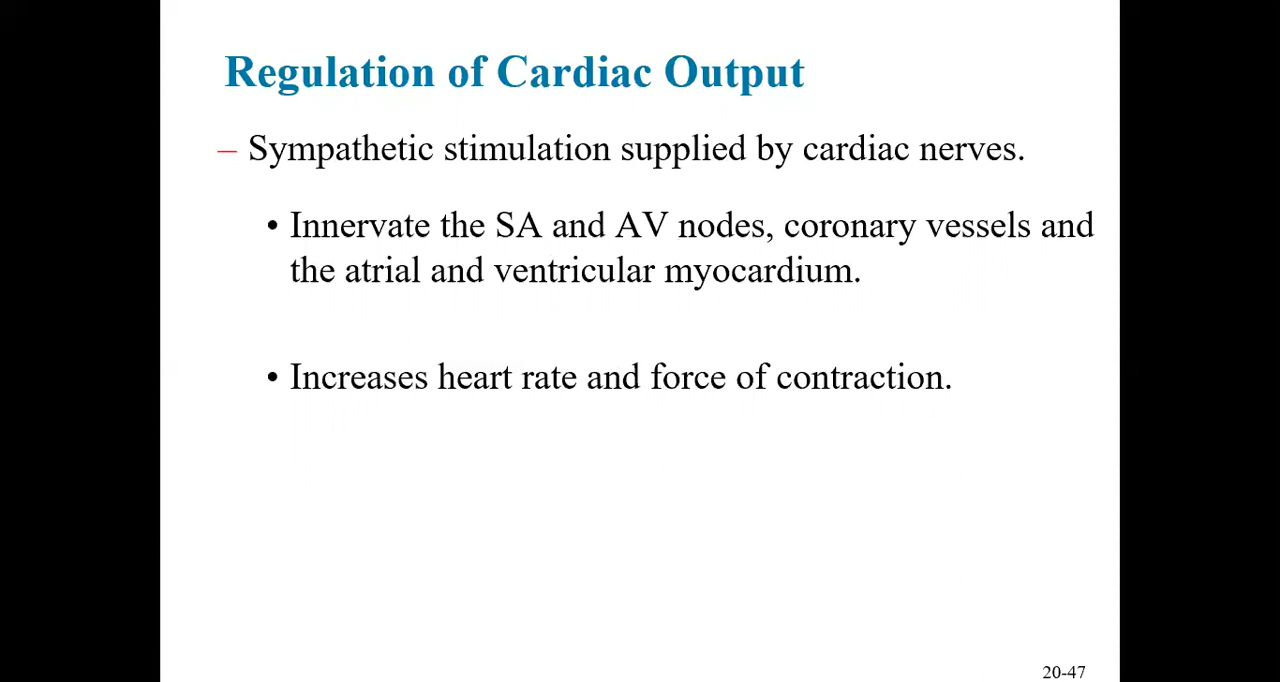 Regulation of Cardiac Output
– Sympathetic stimulation supplied by cardiac nerves.
• Innervate the SA and AV nodes, coronary vessels and
the atrial and ventricular myocardium.
• Increases heart rate and force of contraction.
20-47